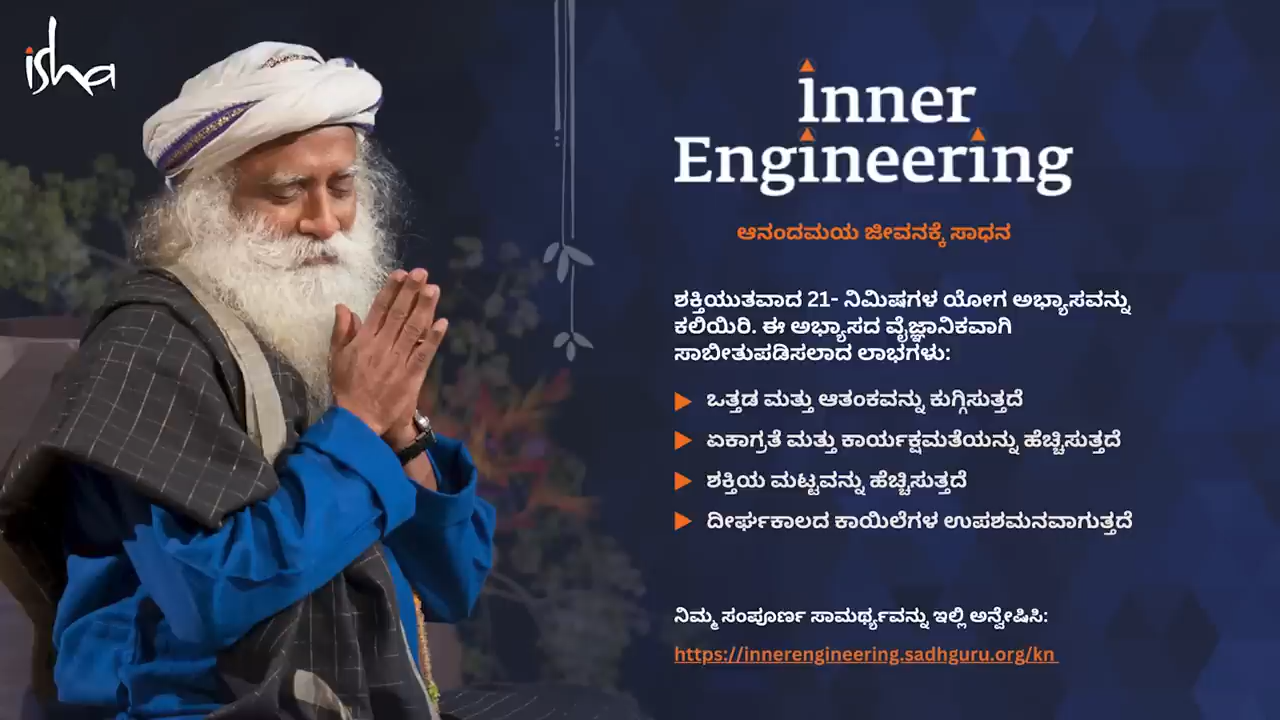 isha
inner
Engineering
ಆನಂದಮಯ ಜೀವನಕ್ಕೆ ಸಾಧನ
ಶಕ್ತಿಯುತವಾದ 21- ನಿಮಿಷಗಳ ಯೋಗ ಅಭ್ಯಾಸವನ್ನು
ಕಲಿಯಿರಿ. ಈ ಅಭ್ಯಾಸದ ವೈಜ್ಞಾನಿಕವಾಗಿ
ಸಾಬೀತುಪಡಿಸಲಾದ ಲಾಭಗಳು:
ಒತ್ತಡ ಮತ್ತು ಆತಂಕವನ್ನು ಕುಗ್ಗಿಸುತ್ತದೆ
ಏಕಾಗ್ರತೆ ಮತ್ತು ಕಾರ್ಯಕ್ಷಮತೆಯನ್ನು ಹೆಚ್ಚಿಸುತ್ತದೆ
ಶಕ್ತಿಯ ಮಟ್ಟವನ್ನು ಹೆಚ್ಚಿಸುತ್ತದೆ
ದೀರ್ಘಕಾಲದ ಕಾಯಿಲೆಗಳ ಉಪಶಮನವಾಗುತ್ತದೆ
ನಿಮ್ಮ ಸಂಪೂರ್ಣ ಸಾಮರ್ಥ್ಯವನ್ನು ಇಲ್ಲಿ ಅನ್ವೇಷಿಸಿ:
https://innerengineering.sadhguru.org/kn